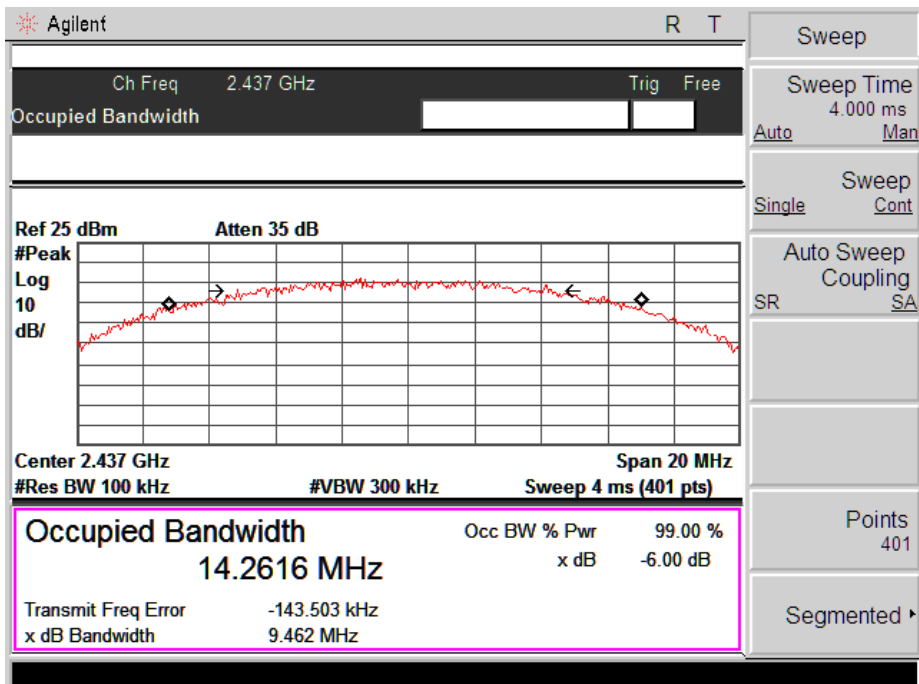 Agilent R T
Sweep
Ch Freq 2.437 GHz Trig Free
Occupied Bandwidth
Sweep Time
4.000 ms
Auto Man
Sweep
Single Cont
Auto Sweep
Coupling
SR SA
Ref 25 dBm Atten 35 dB
#Peak
Log
10
dB/
Center 2.437 GHz Span 20 MHz
#Res BW 100 kHz #VBW 300 kHz Sweep 4 ms (401 pts)
Occupied Bandwidth
14.2616 MHz
Occ BW % Pwr 99.00 %
x dB -6.00 dB
Transmit Freq Error -143.503 kHz
x dB Bandwidth 9.462 MHz
Points
401
Segmented